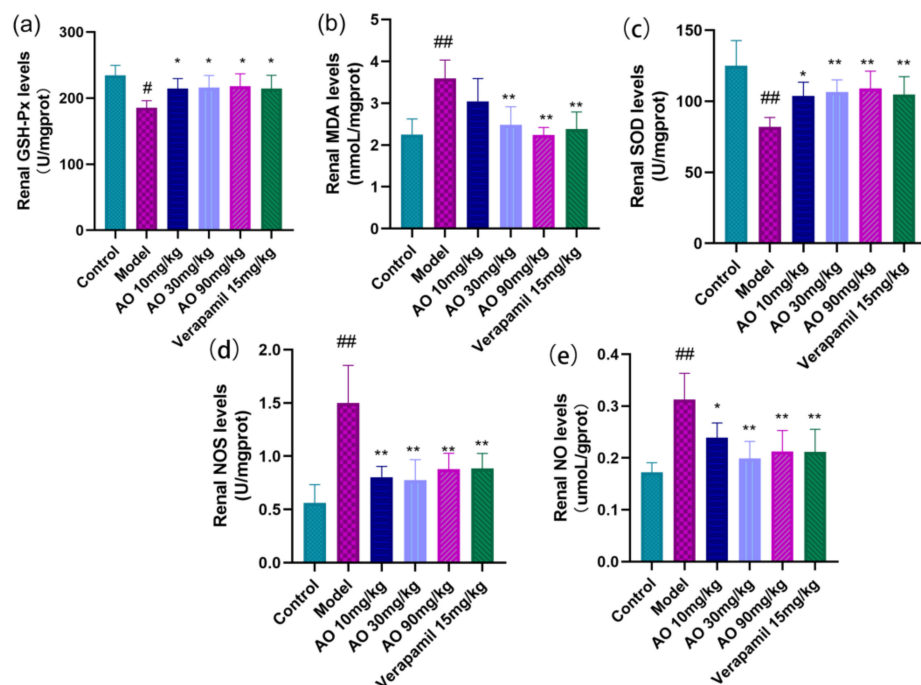 (a)
Renal GSH-Px levels
(U/mgprot)
300
200
100
0
#
*
*
*
*
Control
Model
AO 10mg/kg
AO 30mg/kg
AO 90mg/kg
Verapamil 15mg/kg
(b)
Renal MDA levels
(nmoL/mgprot)
5
4
3
2
1
0
##
**
**
**
Control
Model
AO 10mg/kg
AO 30mg/kg
AO 90mg/kg
Verapamil 15mg/kg
(c)
Renal SOD levels
(U/mgprot)
150
100
50
0
##
*
**
**
**
Control
Model
AO 10mg/kg
AO 30mg/kg
AO 90mg/kg
Verapamil 15mg/kg
(d)
Renal NOS levels
(U/mgprot)
2.0
1.5
1.0
0.5
0.0
##
**
**
**
**
Control
Model
AO 10mg/kg
AO 30mg/kg
AO 90mg/kg
Verapamil 15mg/kg
(e)
Renal NO levels
(umoL/gprot)
0.4
0.3
0.2
0.1
0.0
##
*
**
**
**
Control
Model
AO 10mg/kg
AO 30mg/kg
AO 90mg/kg
Verapamil 15mg/kg